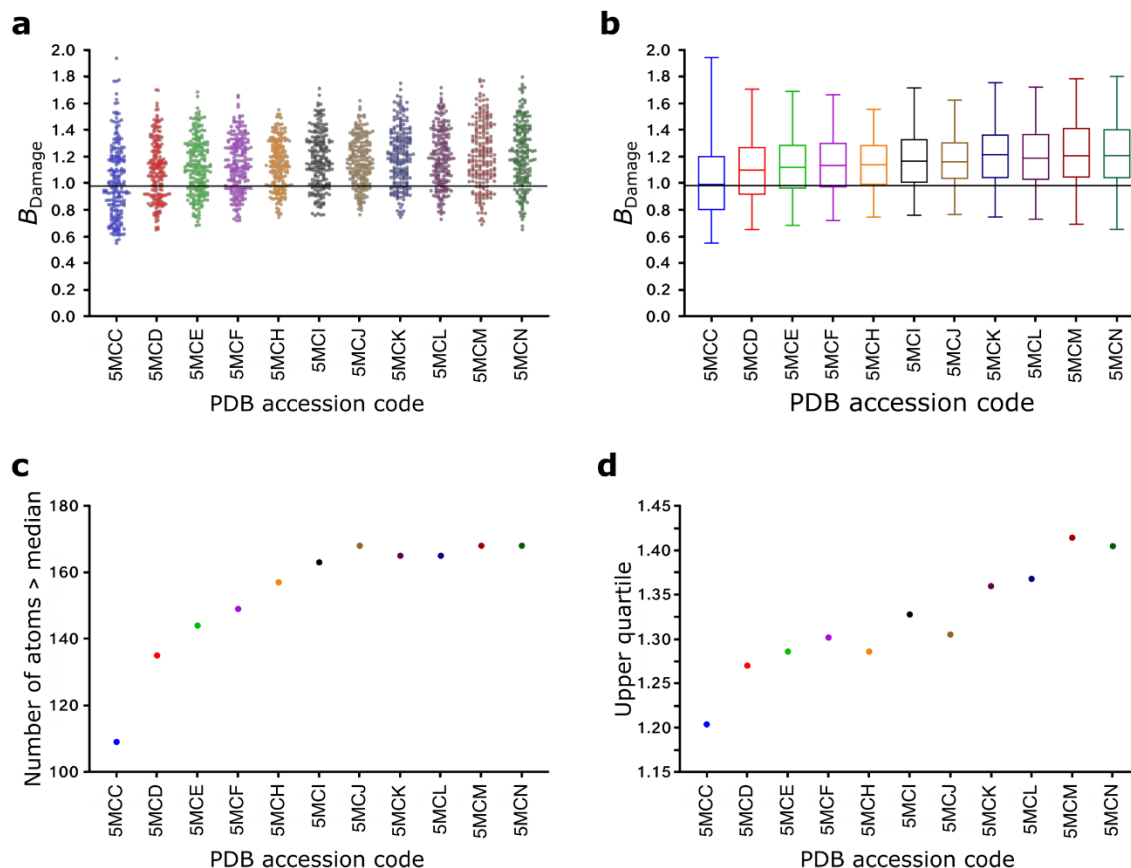 a
2.0
1.8
1.6
1.4
1.2
1.0
0.8
0.6
0.4
0.2
0.0
BDamage
5MCC
5MCD
5MCE
5MCF
5MCH
5MCI
5MCJ
5MCK
5MCL
5MCM
5MCN
PDB accession code
b
2.0
1.8
1.6
1.4
1.2
1.0
0.8
0.6
0.4
0.2
0.0
BDamage
5MCC
5MCD
5MCE
5MCF
5MCH
5MCI
5MCJ
5MCK
5MCL
5MCM
5MCN
PDB accession code
c
180
160
140
120
100
Number of atoms > median
5MCC
5MCD
5MCE
5MCF
5MCH
5MCI
5MCJ
5MCK
5MCL
5MCM
5MCN
PDB accession code
d
1.45
1.40
1.35
1.30
1.25
1.20
1.15
Upper quartile
5MCC
5MCD
5MCE
5MCF
5MCH
5MCI
5MCJ
5MCK
5MCL
5MCM
5MCN
PDB accession code